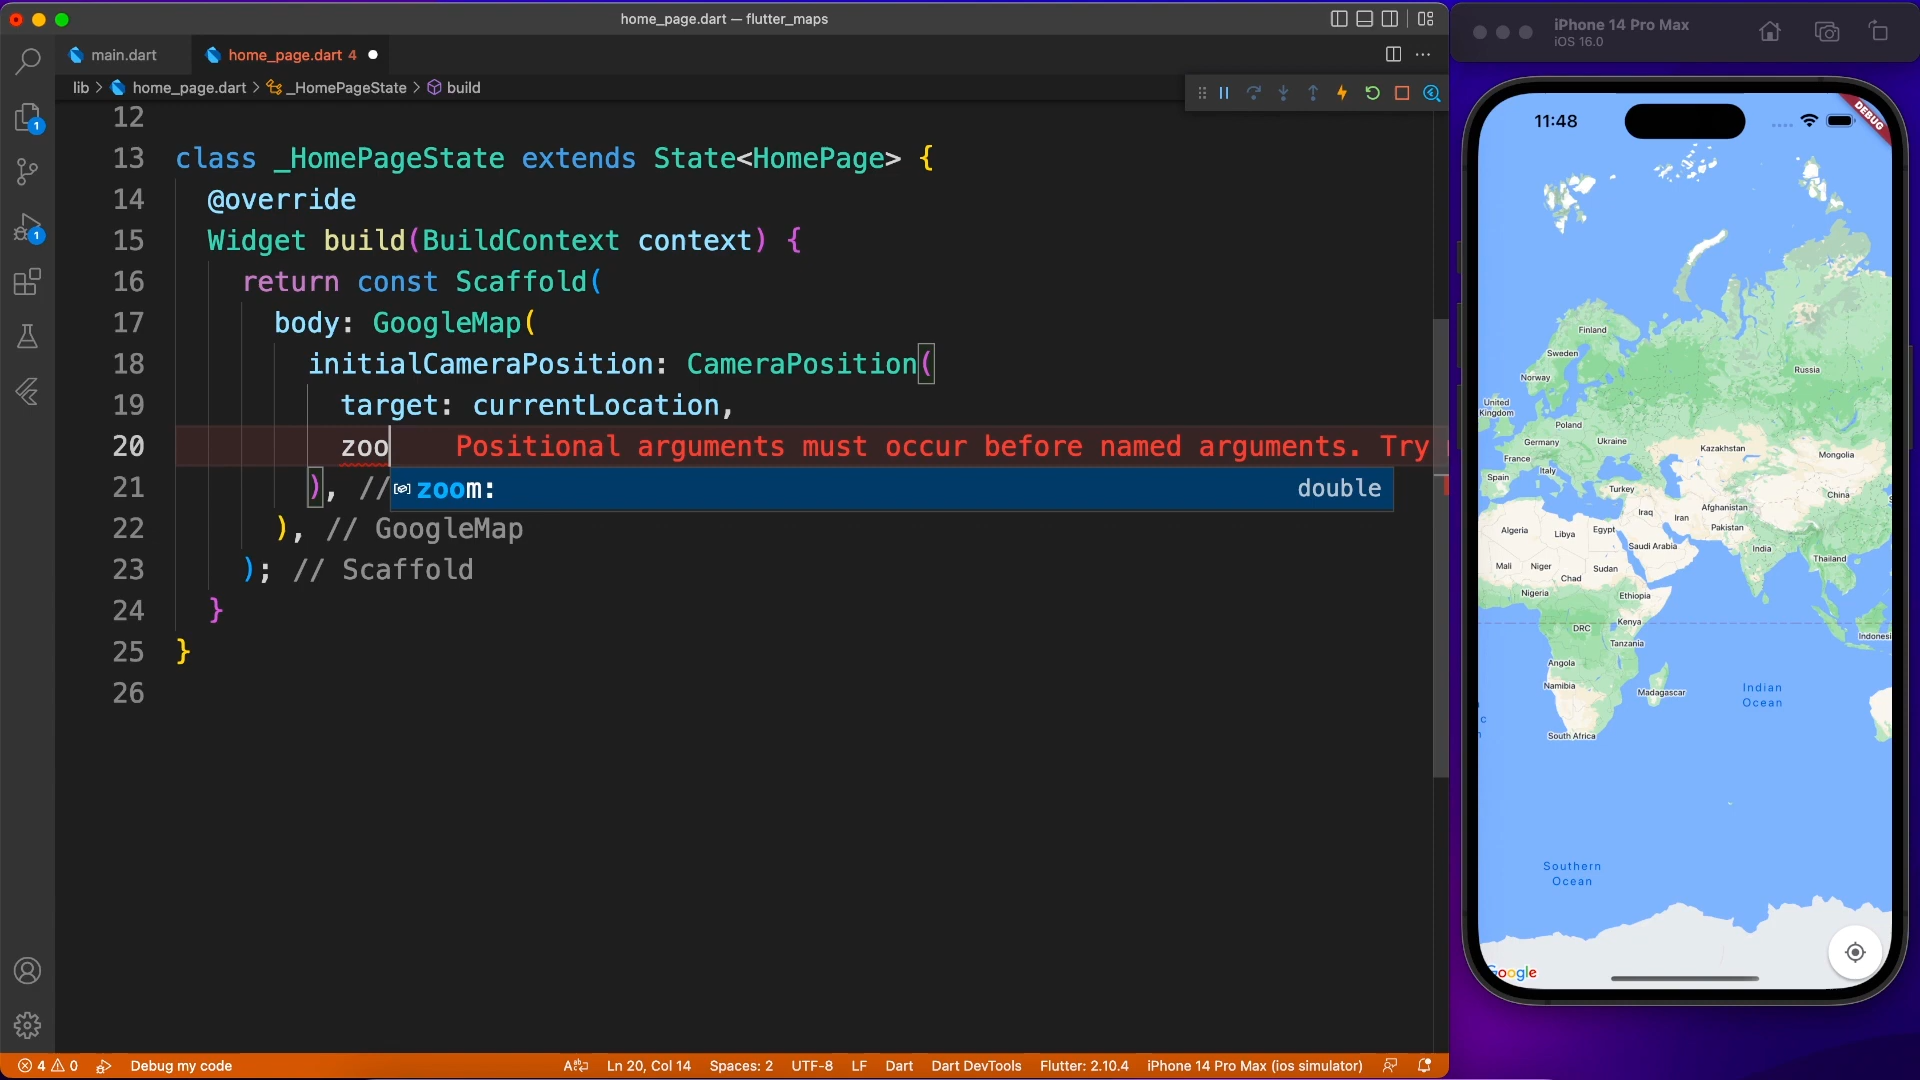 home_page.dart — flutter_maps
main.dart
home_page.dart 4
lib > home_page.dart > _HomePageState > build
12
13 class _HomePageState extends State<HomePage> {
14 @override
15 Widget build(BuildContext context) {
16 return const Scaffold(
17 body: GoogleMap(
18 initialCameraPosition: CameraPosition(
19 target: currentLocation,
20 zoo Positional arguments must occur before named arguments. Try
21 ), //
zoom: double
22 ), // GoogleMap
23 ); // Scaffold
24 }
25 }
26
1
1
4 0 Debug my code Ln 20, Col 14 Spaces: 2 UTF-8 LF Dart Dart DevTools Flutter: 2.10.4 iPhone 14 Pro Max (ios simulator)
iPhone 14 Pro Max
iOS 16.0
11:48
DEBUG
Finland
Sweden
Norway
Russia
United Kingdom
Poland
Germany
Ukraine
Kazakhstan
France
Mongolia
Italy
Spain
Turkey
China
Iraq
Afghanistan
Iran
Pakistan
Algeria
Libya
Egypt
Saudi Arabia
India
Mali
Niger
Sudan
Chad
Thailand
Nigeria
Ethiopia
DRC
Kenya
Indonesi
Tanzania
Angola
Namibia
Madagascar
Indian
Ocean
South Africa
Southern
Ocean
Google